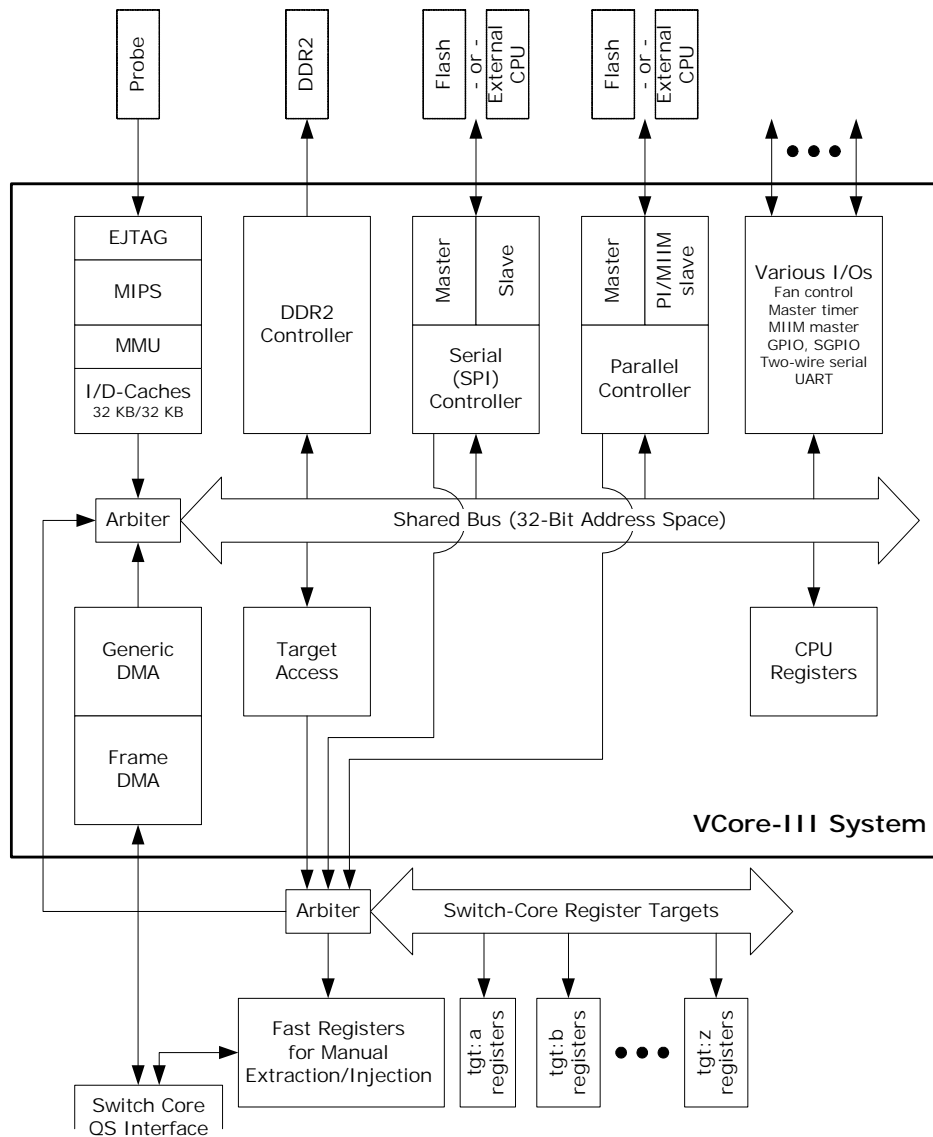 Probe
DDR2
Flash
- or -
External
CPU
Flash
- or -
External
CPU
EJTAG
MIPS
MMU
I/D-Caches
32 KB/32 KB
DDR2
Controller
Master
Slave
Serial
(SPI)
Controller
Master
PI/MIIM
slave
Parallel
Controller
Various I/Os
Fan control
Master timer
MIIM master
GPIO, SGPIO
Two-wire serial
UART
Arbiter
Shared Bus (32-Bit Address Space)
Generic
DMA
Frame
DMA
Target
Access
CPU
Registers
VCore-III System
Arbiter
Switch-Core Register Targets
Fast Registers
for Manual
Extraction/Injection
tgt:a
registers
tgt:b
registers
tgt:z
registers
Switch Core
QS Interface